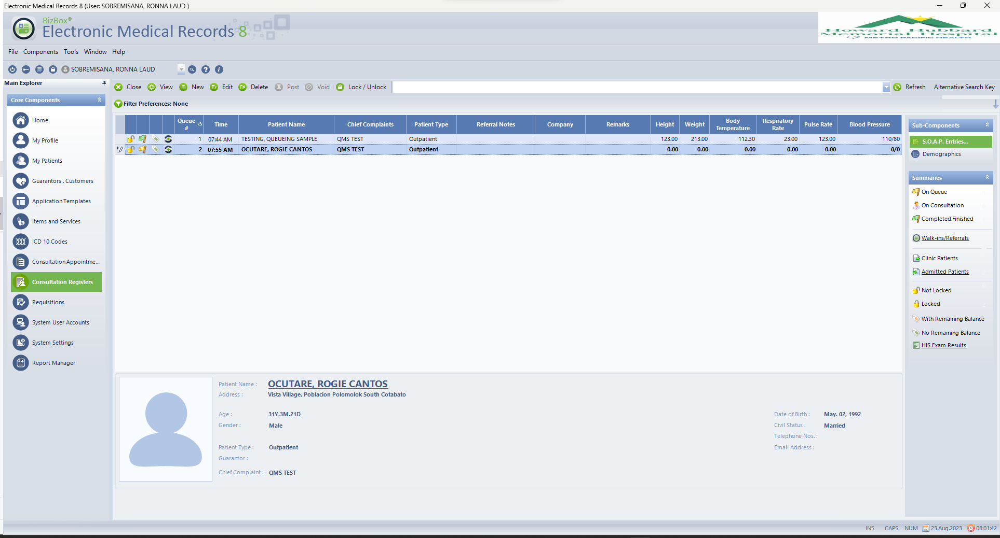 Electronic Medical Records 8 (User: SOBREMISANA, RONNA LAUD )
BizBox®
Electronic Medical Records 8
Howard Hubbard
Memorial Hospital
METRO PACIFIC HEALTH
File Components Tools Window Help
SOBREMISANA, RONNA LAUD
Main Explorer
Close View New Edit Delete Post Void Lock / Unlock Refresh Alternative Search Key
Core Components
Filter Preferences: None
Home
My Profile
My Patients
Guarantors . Customers
Application Templates
Items and Services
ICD 10 Codes
Consultation Appointme...
Consultation Registers
Requisitions
System User Accounts
System Settings
Report Manager
Queue # Time Patient Name Chief Complaints Patient Type Referral Notes Company Remarks Height Weight Body Temperature Respiratory Rate Pulse Rate Blood Pressure
1 07:44 AM TESTING, QUEUEING SAMPLE QMS TEST Outpatient 123.00 213.00 112.30 23.00 123.00 110/80
2 07:55 AM OCUTARE, ROGIE CANTOS QMS TEST Outpatient 0.00 0.00 0.00 0.00 0.00 0/0
Sub-Components
S.O.A.P. Entries...
Demographics
Summaries
On Queue
On Consultation
Completed.Finished
Walk-ins/Referrals
Clinic Patients
Admitted Patients
Not Locked
Locked
With Remaining Balance
No Remaining Balance
HIS Exam Results
Patient Name : OCUTARE, ROGIE CANTOS
Address : Vista Village, Poblacion Polomolok South Cotabato
Age : 31Y.3M.21D Date of Birth : May. 02, 1992
Gender : Male Civil Status : Married
Telephone Nos. :
Patient Type : Outpatient Email Address :
Guarantor :
Chief Complaint : QMS TEST
INS CAPS NUM 23.Aug.2023 08:01:42